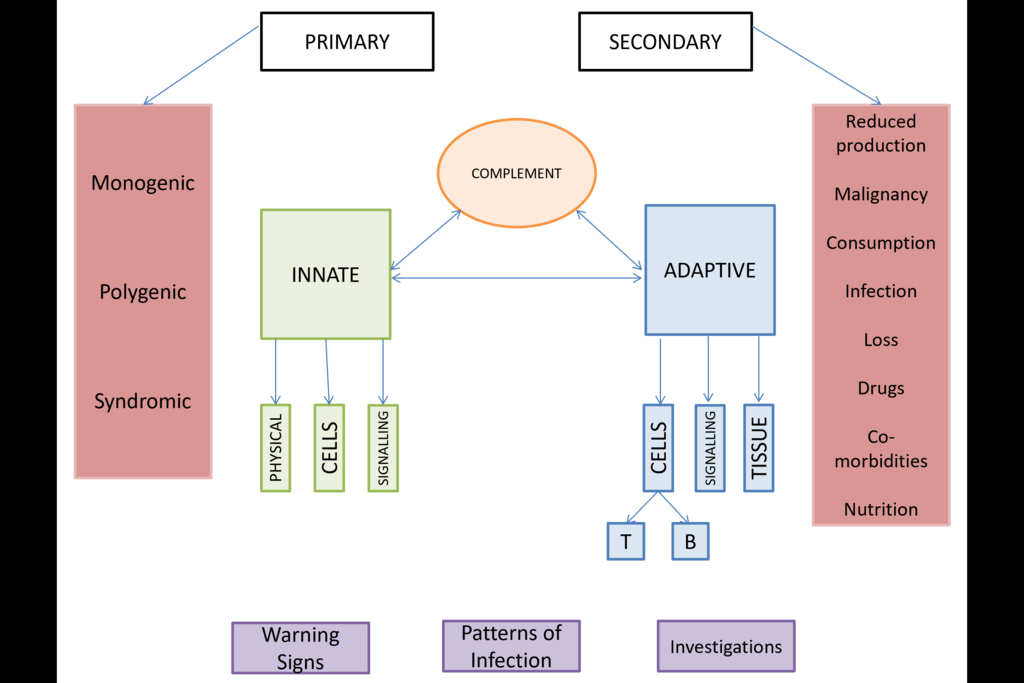 PRIMARY
SECONDARY
Monogenic
Polygenic
Syndromic
COMPLEMENT
INNATE
ADAPTIVE
PHYSICAL
CELLS
SIGNALLING
CELLS
SIGNALLING
TISSUE
T
B
Reduced
production
Malignancy
Consumption
Infection
Loss
Drugs
Co-
morbidities
Nutrition
Warning
Signs
Patterns of
Infection
Investigations